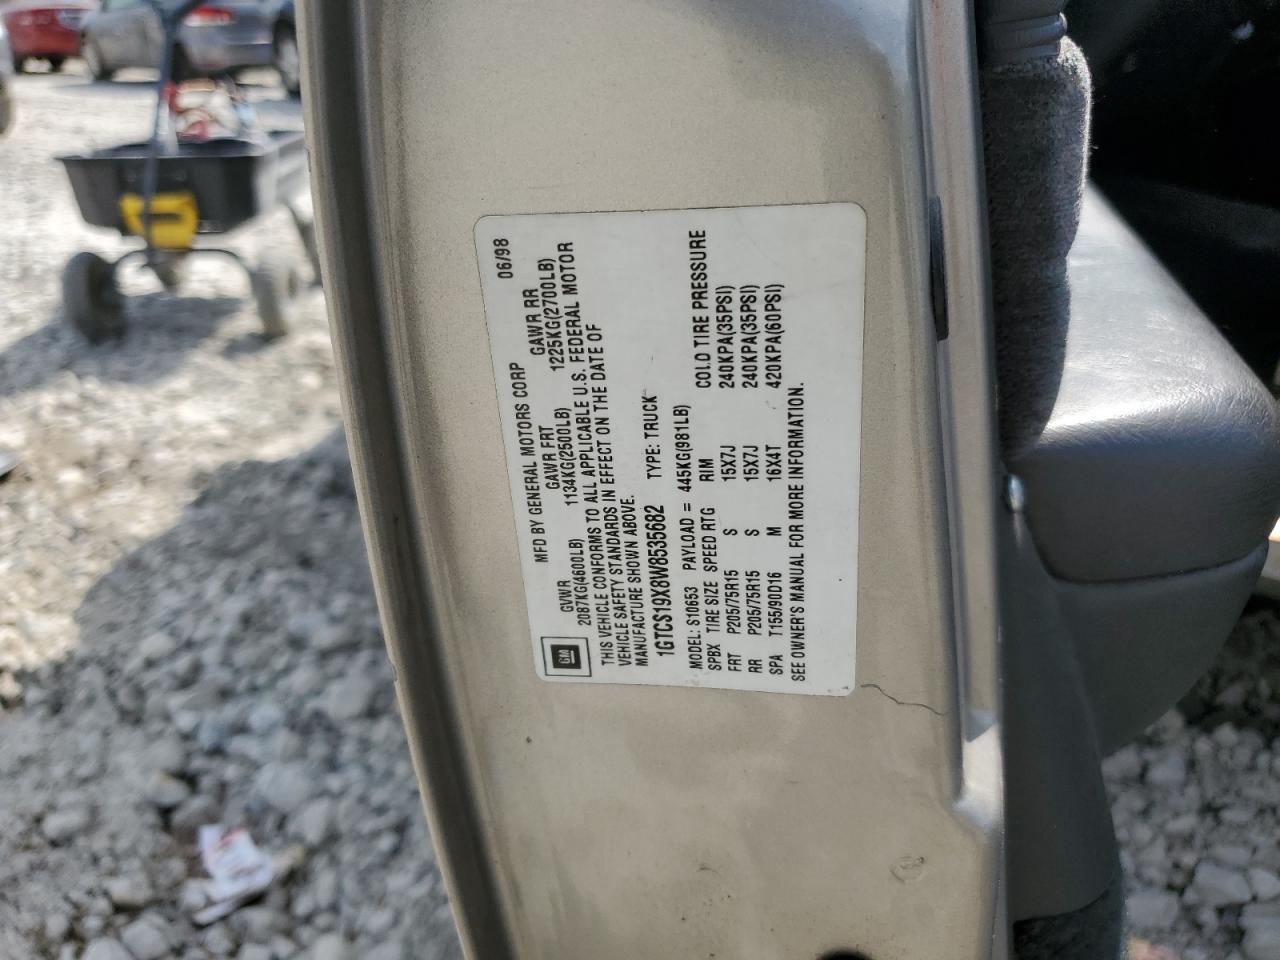 MFD BY GENERAL MOTORS CORP 06/98
GM
GVWR GAWR FRT GAWR RR
2087KG(4600LB) 1134KG(2500LB) 1225KG(2700LB)
THIS VEHICLE CONFORMS TO ALL APPLICABLE U.S. FEDERAL MOTOR
VEHICLE SAFETY STANDARDS IN EFFECT ON THE DATE OF
MANUFACTURE SHOWN ABOVE.
1GTCS19X8W8535682 TYPE: TRUCK
MODEL: S10653 PAYLOAD = 445KG(981LB)
SPBX TIRE SIZE SPEED RTG RIM COLD TIRE PRESSURE
FRT P205/75R15 S 15X7J 240KPA(35PSI)
RR P205/75R15 S 15X7J 240KPA(35PSI)
SPA T155/90D16 M 16X4T 420KPA(60PSI)
SEE OWNER'S MANUAL FOR MORE INFORMATION.